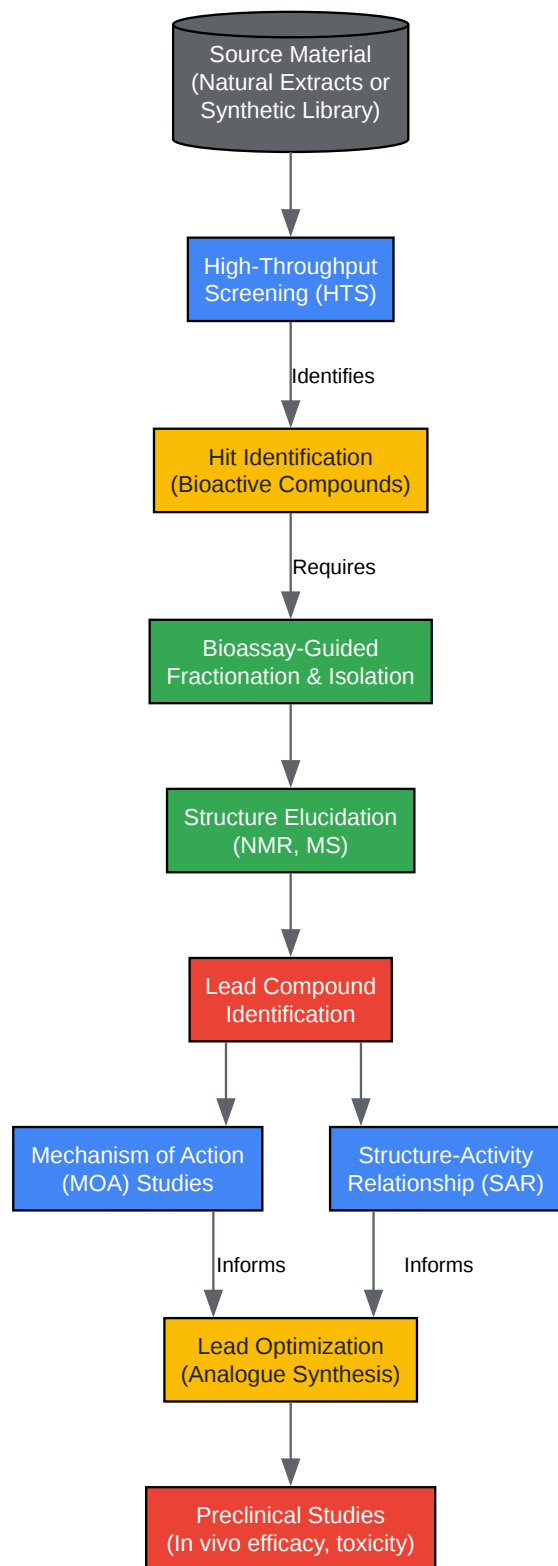 Source Material
(Natural Extracts or
Synthetic Library)
High-Throughput
Screening (HTS)
Identifies
Hit Identification
(Bioactive Compounds)
Requires
Bioassay-Guided
Fractionation & Isolation
Structure Elucidation
(NMR, MS)
Lead Compound
Identification
Mechanism of Action
(MOA) Studies
Structure-Activity
Relationship (SAR)
Informs
Informs
Lead Optimization
(Analogue Synthesis)
Preclinical Studies
(In vivo efficacy, toxicity)